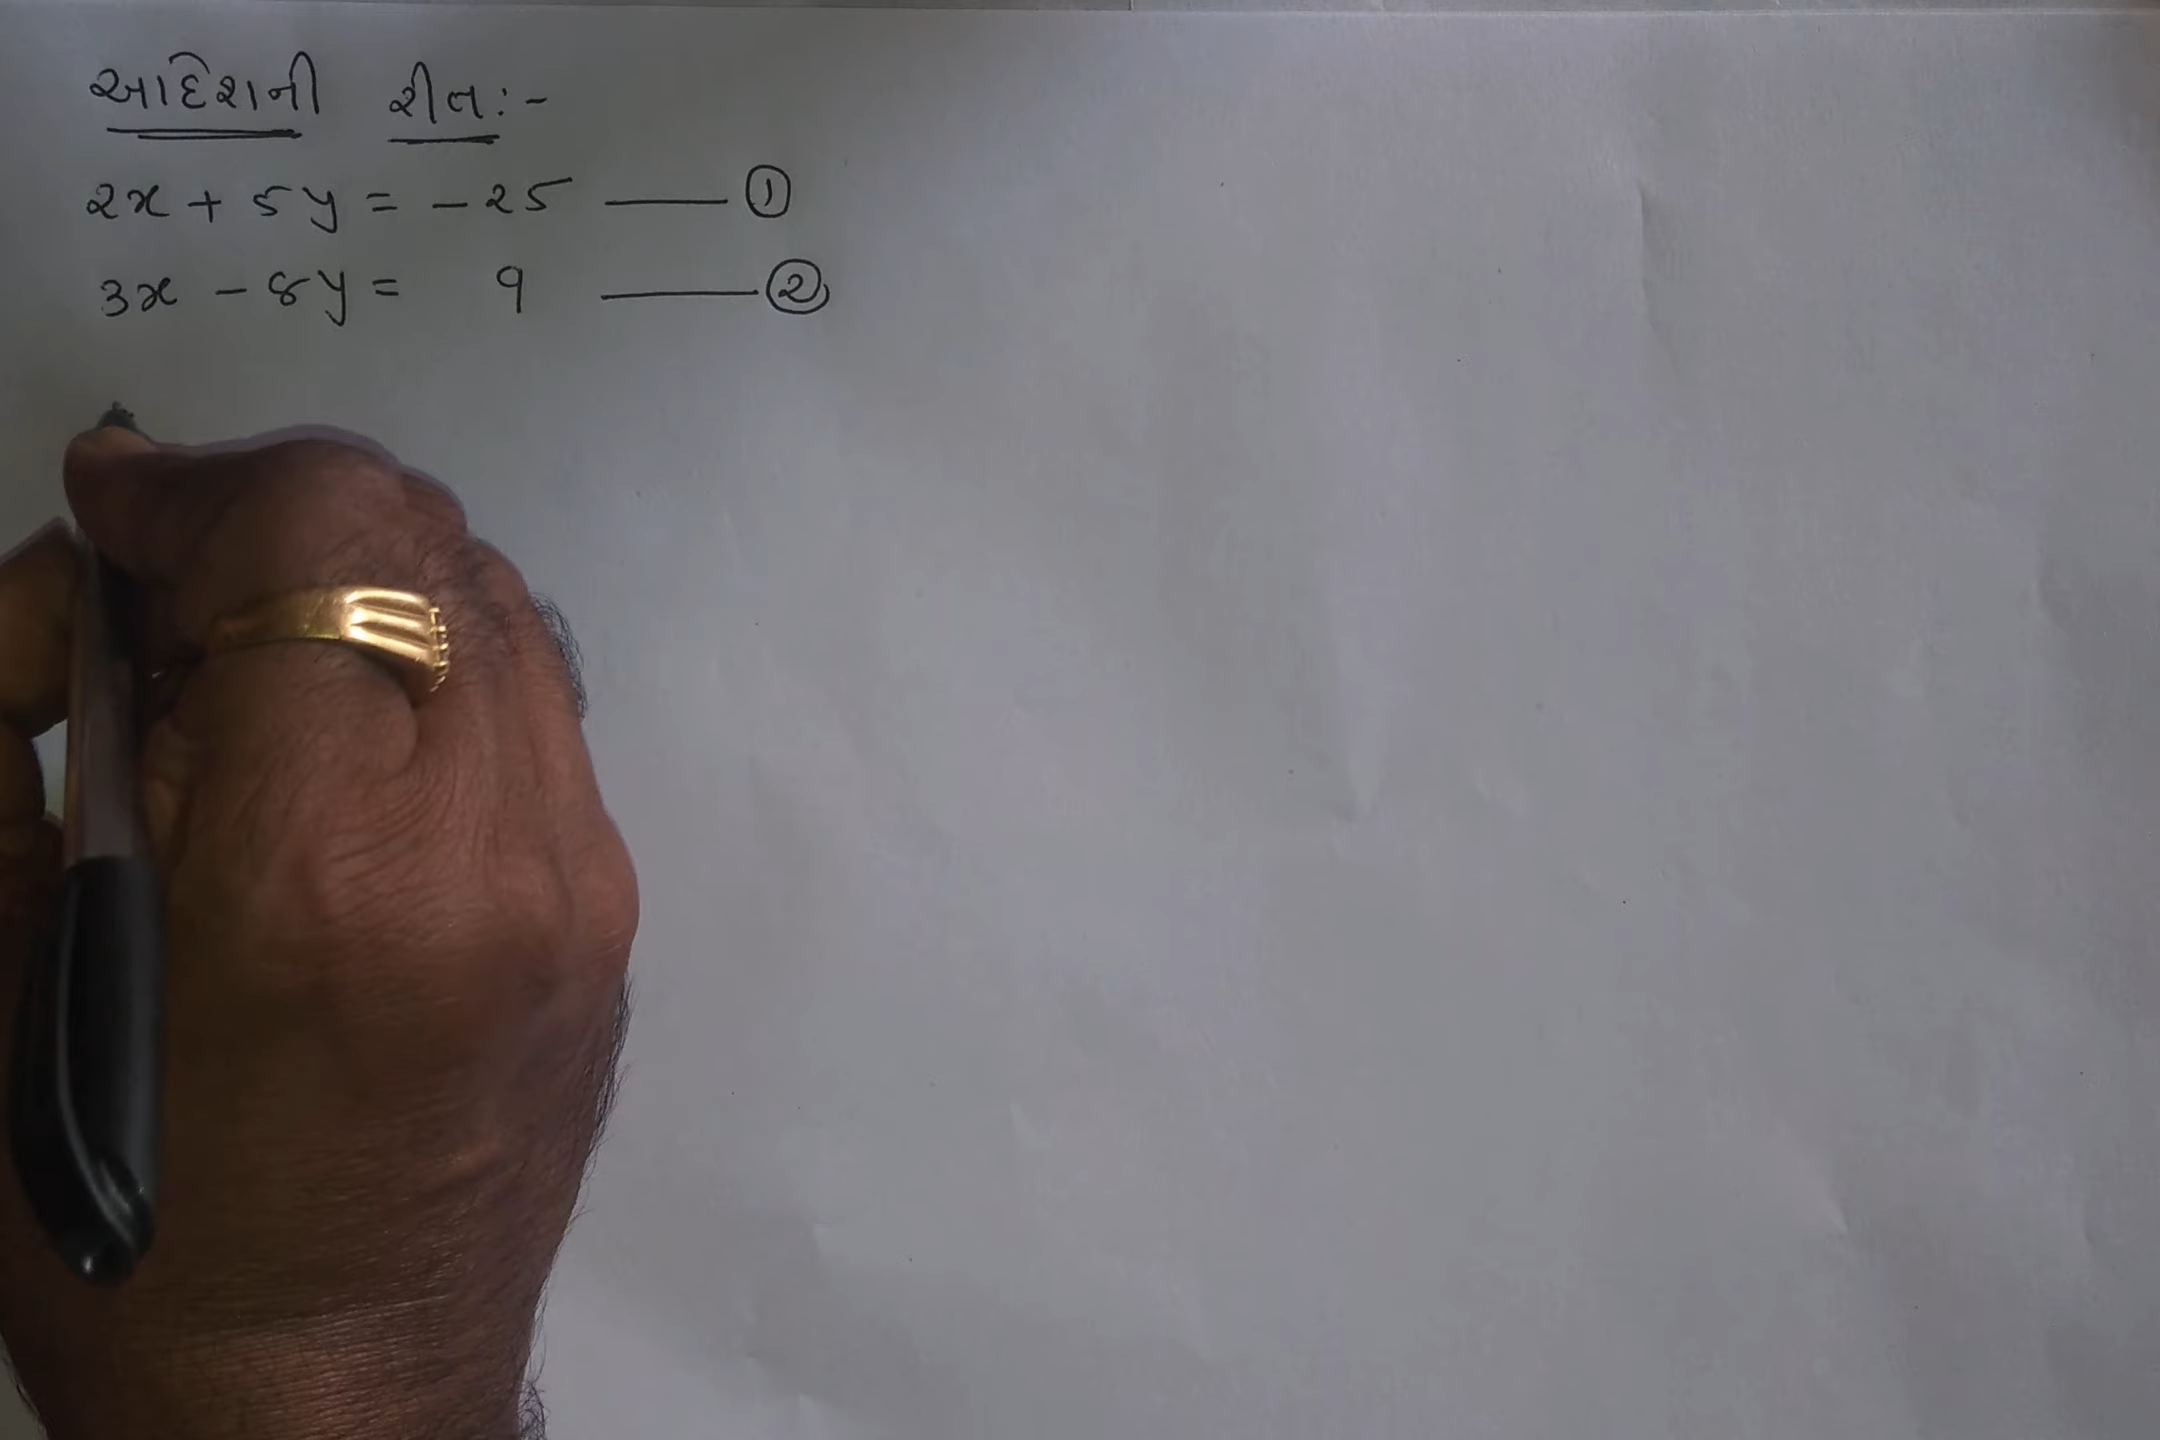 આદેશની રીત :-
2x + 5y = - 25 —— ①
3x - 8y = 9 —— ②